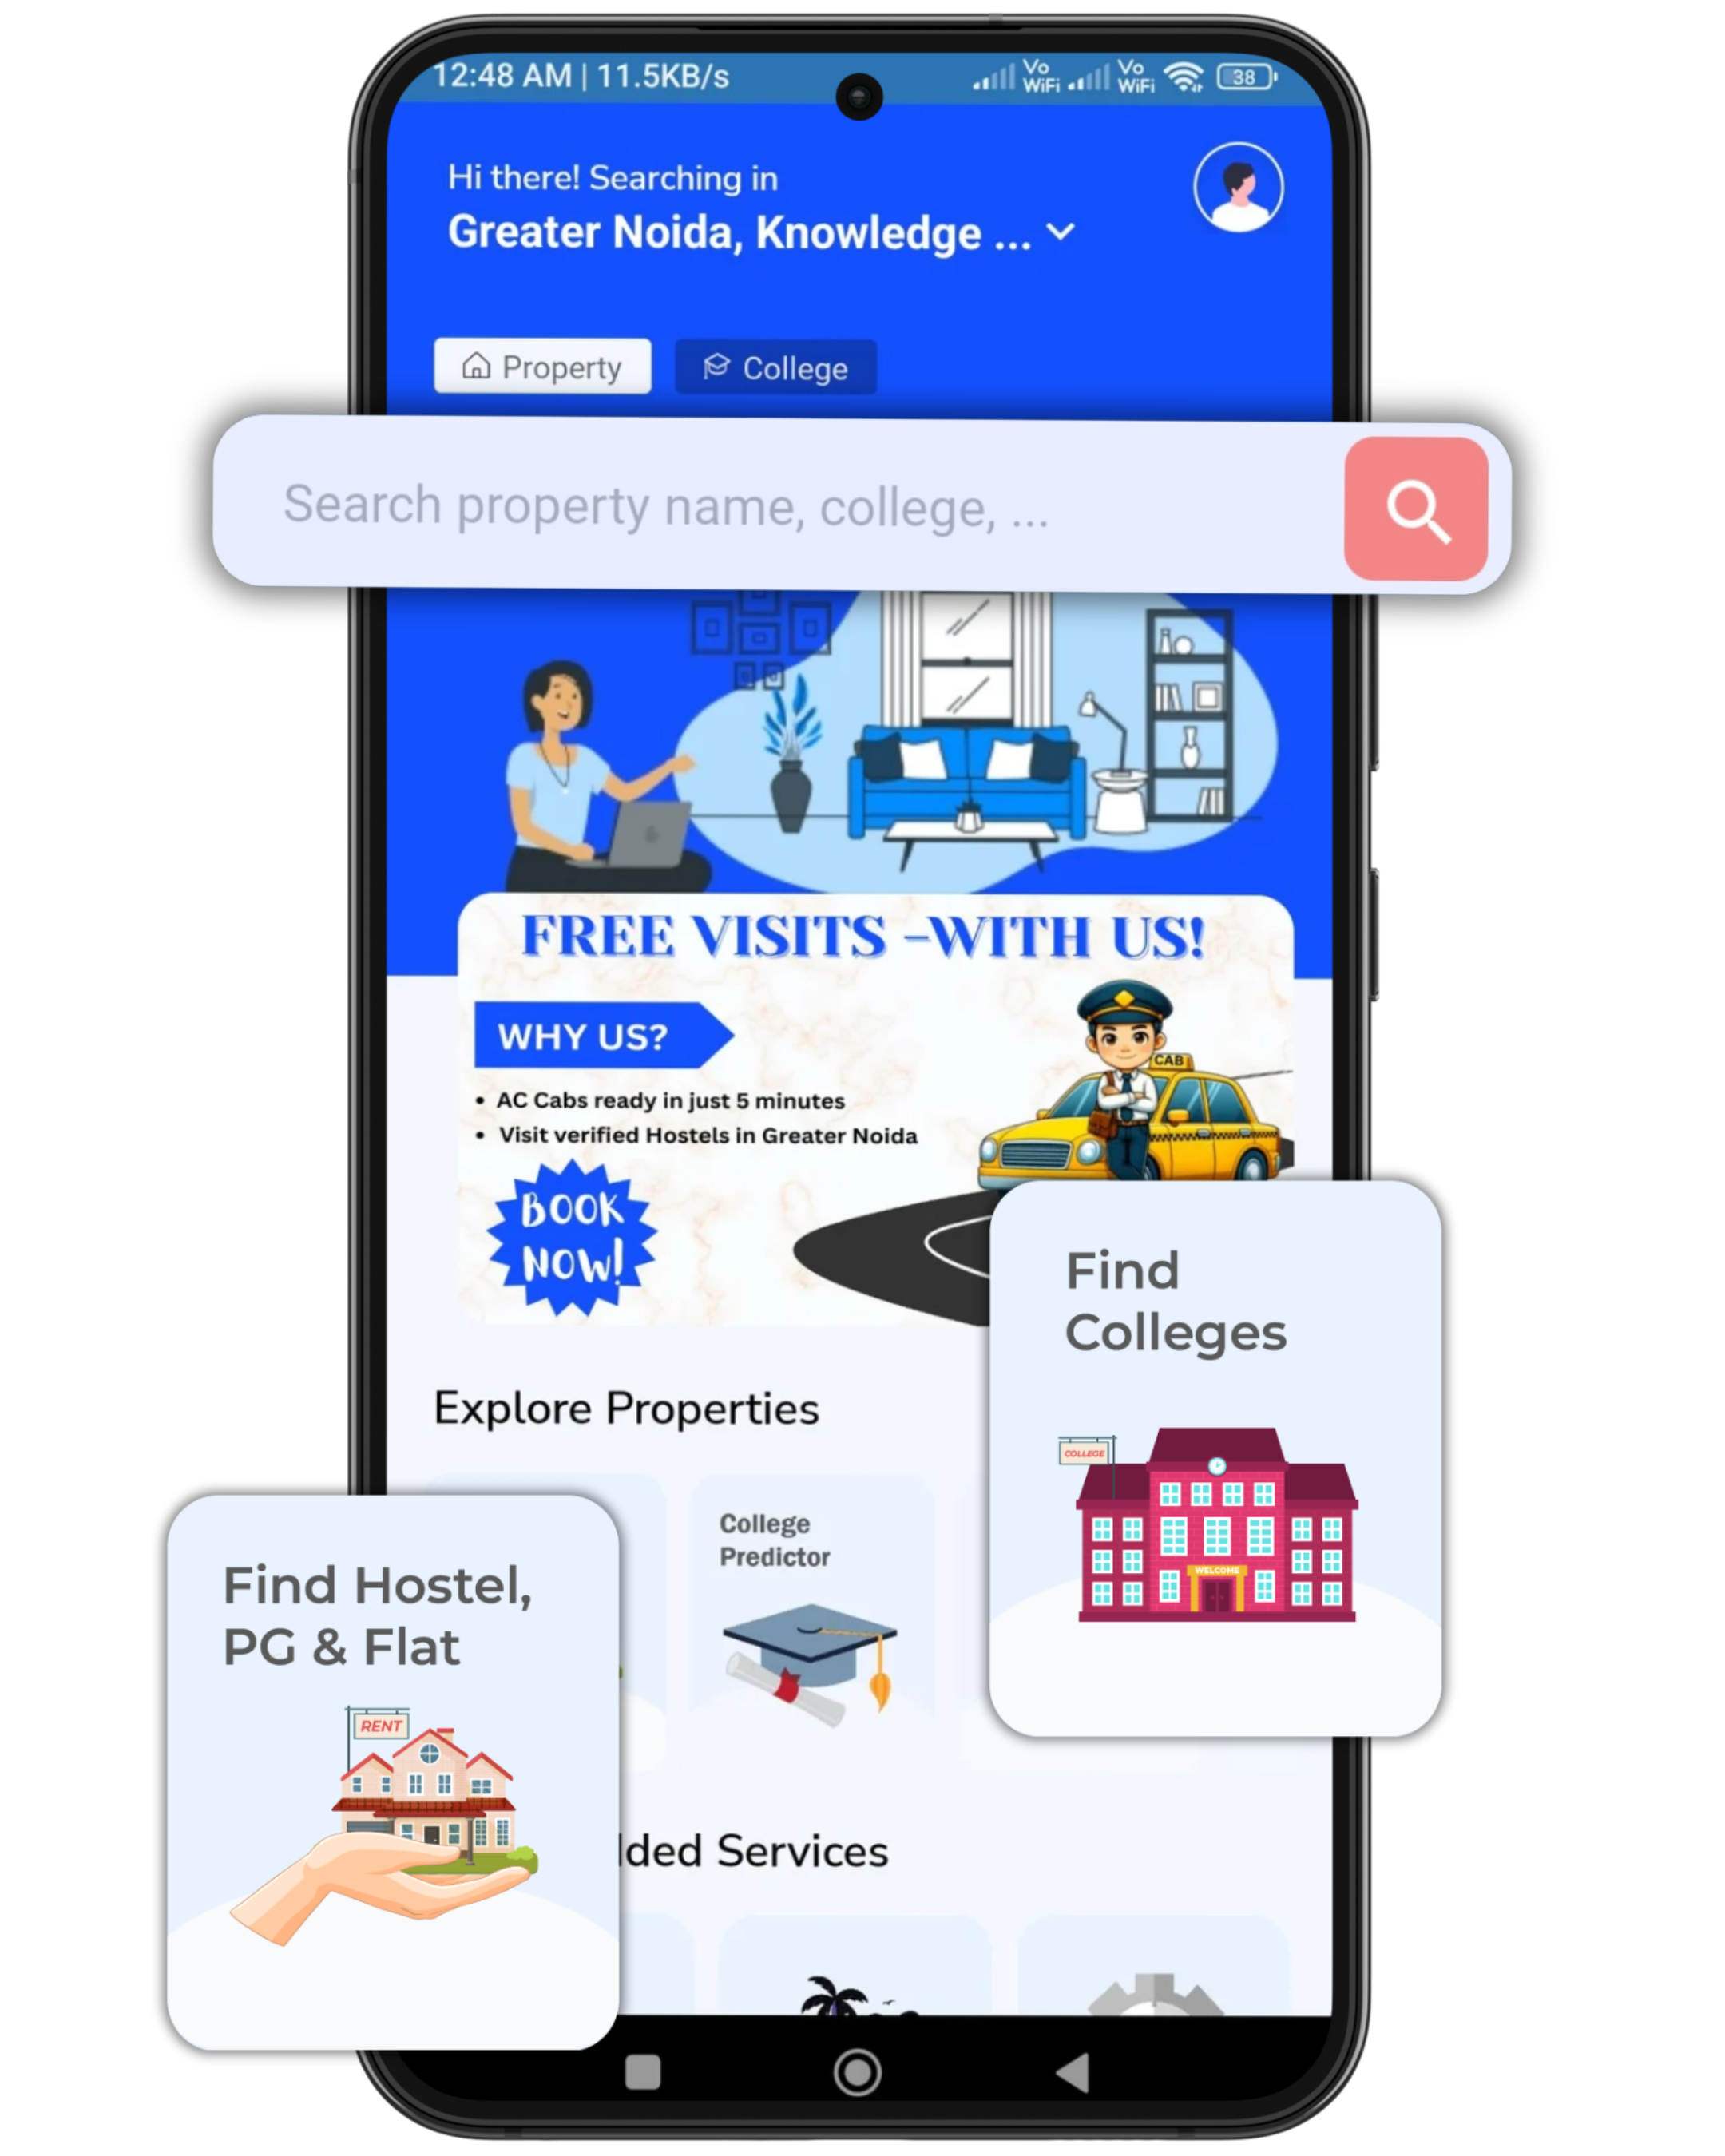 12:48 AM | 11.5KB/s
Vo WiFi
Vo WiFi
38
Hi there! Searching in
Greater Noida, Knowledge ...
Property
College
Search property name, college, ...
FREE VISITS –WITH US!
WHY US?
• AC Cabs ready in just 5 minutes
• Visit verified Hostels in Greater Noida
CAB
BOOK
NOW!
Find
Colleges
COLLEGE
WELCOME
Explore Properties
College
Predictor
Find Hostel,
PG & Flat
RENT
Services